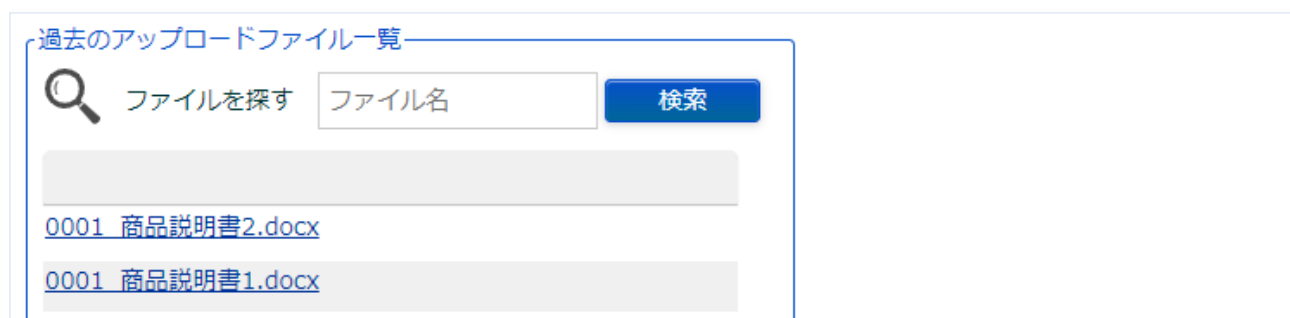 過去のアップロードファイル一覧
ファイルを探す ファイル名 検索
0001_商品説明書2.docx
0001_商品説明書1.docx